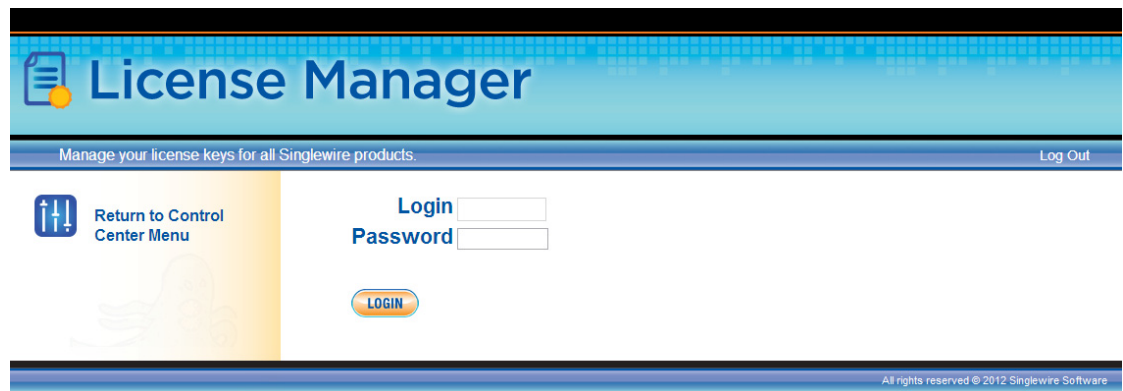 License Manager
Manage your license keys for all Singlewire products.
Log Out
Return to Control
Center Menu
Login
Password
LOGIN
All rights reserved © 2012 Singlewire Software